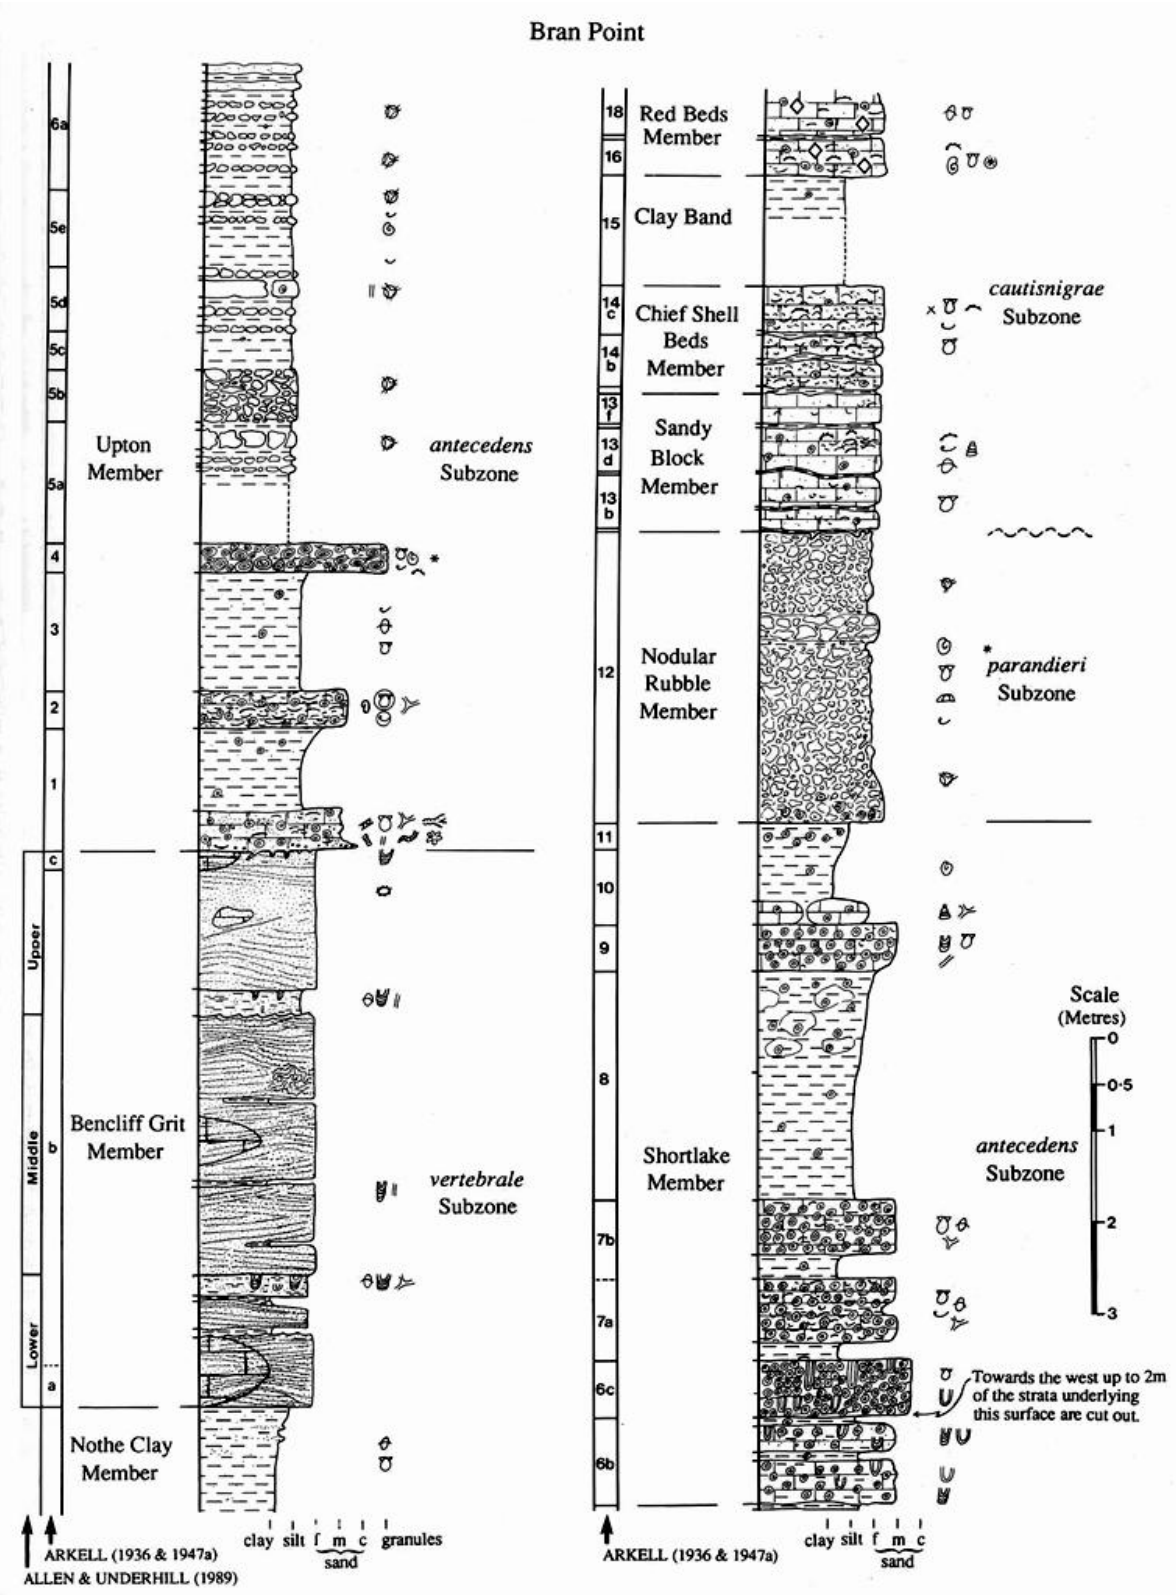 Bran Point
6a
5e
5d
5c
5b
5a
4
3
2
1
c
b
a
Upper
Middle
Lower
Upton
Member
antecedens
Subzone
Bencliff Grit
Member
vertebrale
Subzone
Nothe Clay
Member
clay silt f m c granules
sand
ARKELL (1936 & 1947a)
ALLEN & UNDERHILL (1989)
18
16
15
14
c
14
b
13
f
13
d
13
b
12
11
10
9
8
7b
7a
6c
6b
Red Beds
Member
Clay Band
Chief Shell
Beds
Member
cautisnigrae
Subzone
Sandy
Block
Member
Nodular
Rubble
Member
parandieri
Subzone
Shortlake
Member
antecedens
Subzone
Scale
(Metres)
0
0·5
1
2
3
Towards the west up to 2m
of the strata underlying
this surface are cut out.
clay silt f m c
sand
ARKELL (1936 & 1947a)